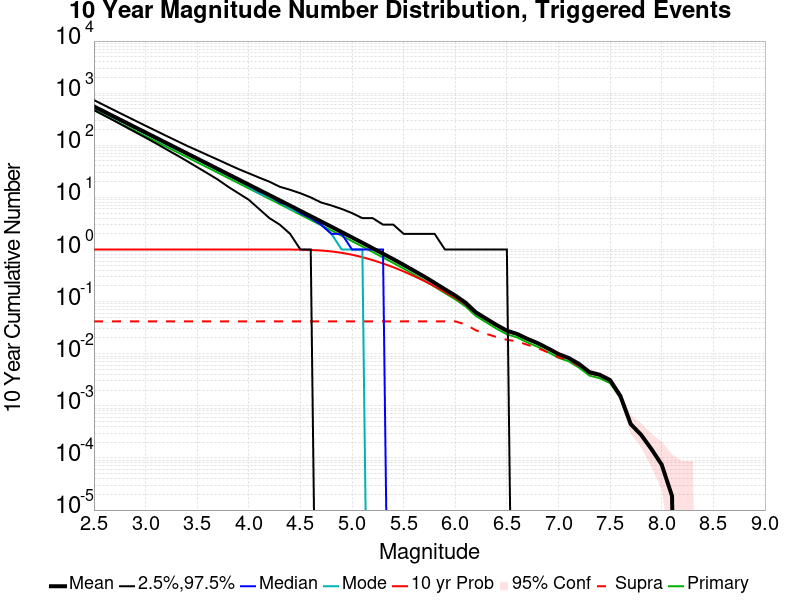 10 Year Magnitude Number Distribution, Triggered Events
10 Year Cumulative Number
10^4
10^3
10^2
10^1
10^0
10^-1
10^-2
10^-3
10^-4
10^-5
2.5 3.0 3.5 4.0 4.5 5.0 5.5 6.0 6.5 7.0 7.5 8.0 8.5 9.0
Magnitude
Mean 2.5%,97.5% Median Mode 10 yr Prob 95% Conf Supra Primary